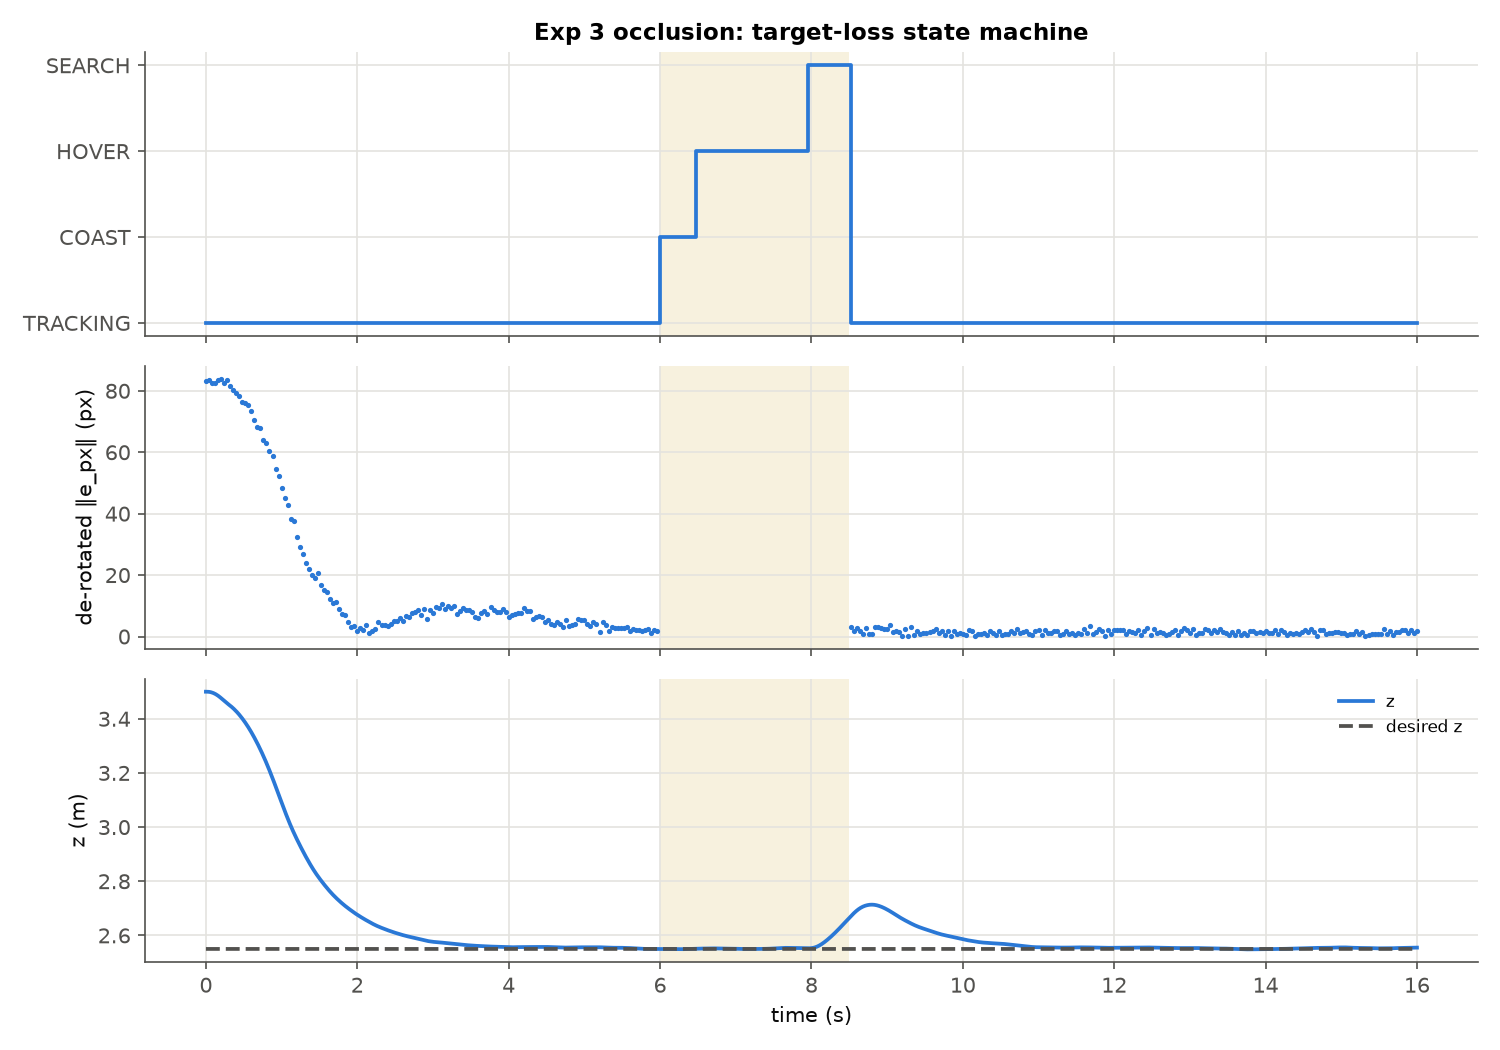 Exp 3 occlusion: target-loss state machine
SEARCH
HOVER
COAST
TRACKING
de-rotated ‖e_px‖ (px)
80
60
40
20
0
z (m)
3.4
3.2
3.0
2.8
2.6
z
desired z
0 2 4 6 8 10 12 14 16
time (s)